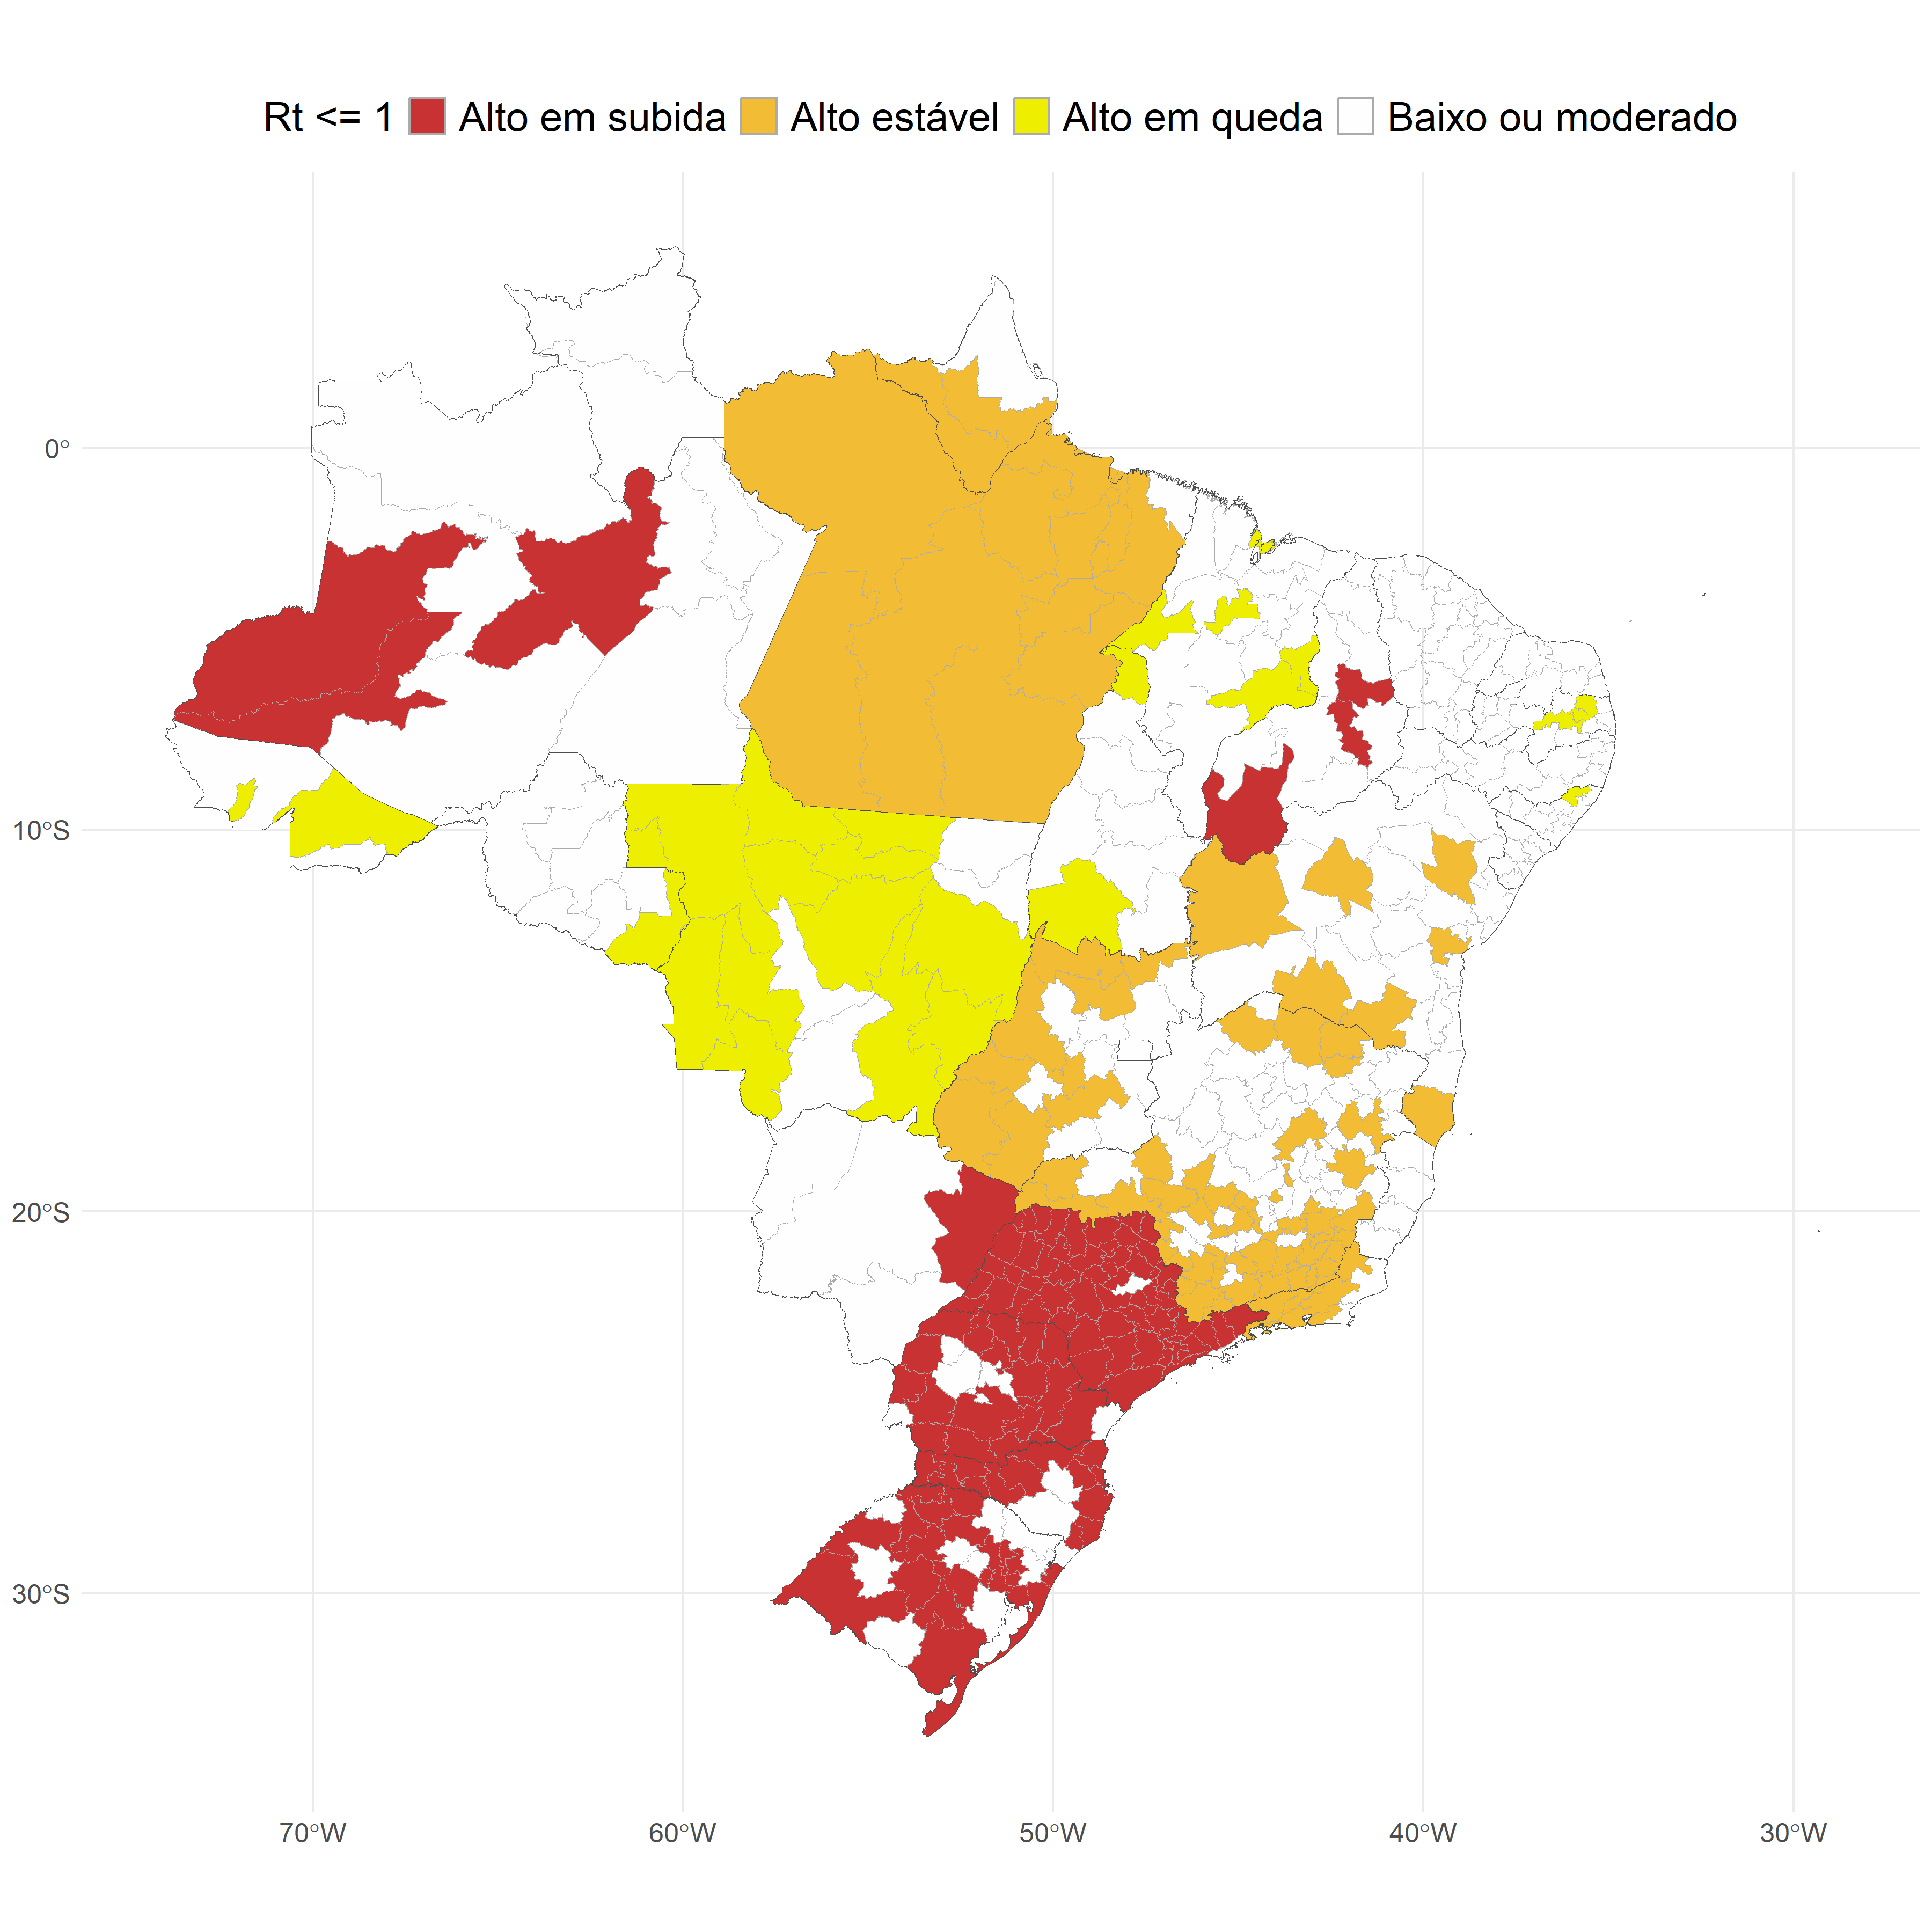 Rt <= 1 Alto em subida Alto estável Alto em queda Baixo ou moderado
0°
10°S
20°S
30°S
70°W 60°W 50°W 40°W 30°W